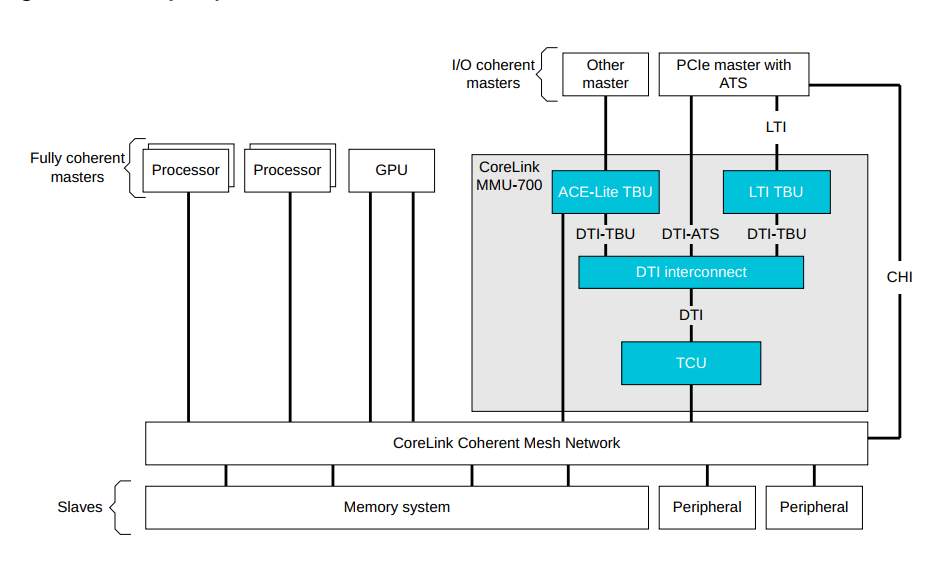 I/O coherent
masters
Other
master
PCIe master with
ATS
LTI
Fully coherent
masters
Processor
Processor
GPU
CoreLink
MMU-700
ACE-Lite TBU
LTI TBU
DTI-TBU
DTI-ATS
DTI-TBU
DTI interconnect
CHI
DTI
TCU
CoreLink Coherent Mesh Network
Slaves
Memory system
Peripheral
Peripheral